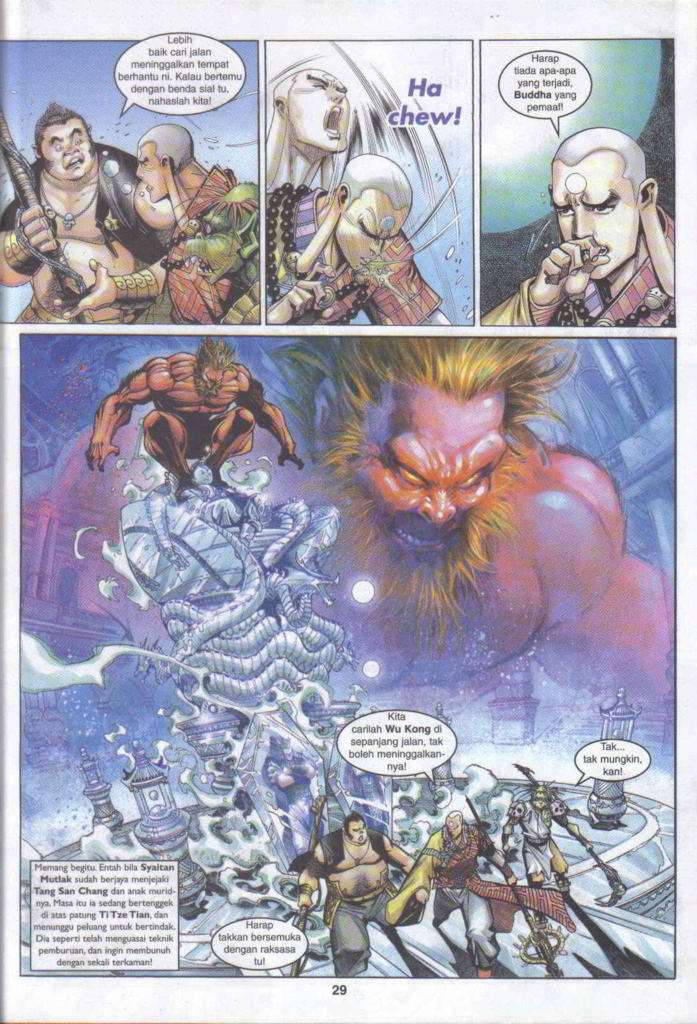 Lebih
baik cari jalan
meninggalkan tempat
berhantu ni. Kalau bertemu
dengan benda sial tu,
nahaslah kita!
Ha
chew!
Harap
tiada apa-apa
yang terjadi,
Buddha yang
pemaaf!
Kita
carilah Wu Kong di
sepanjang jalan, tak
boleh meninggalkan-
nya!
Tak...
tak mungkin,
kan!
Memang begitu. Entah bila Syaitan
Mutlak sudah berjaya menjejaki
Tang San Chang dan anak murid-
nya. Masa itu ia sedang bertenggek
di atas patung Ti Tze Tian, dan
menunggu peluang untuk bertindak.
Dia seperti telah menguasai teknik
pemburuan, dan ingin membunuh
dengan sekali terkaman!
Harap
takkan bersemuka
dengan raksasa
tu!
29